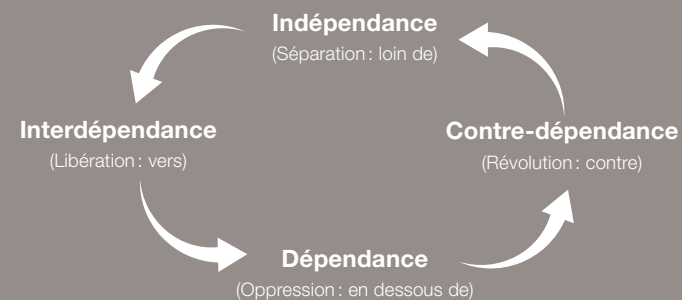 Indépendance
(Séparation : loin de)
Interdépendance
(Libération : vers)
Contre-dépendance
(Révolution : contre)
Dépendance
(Oppression : en dessous de)